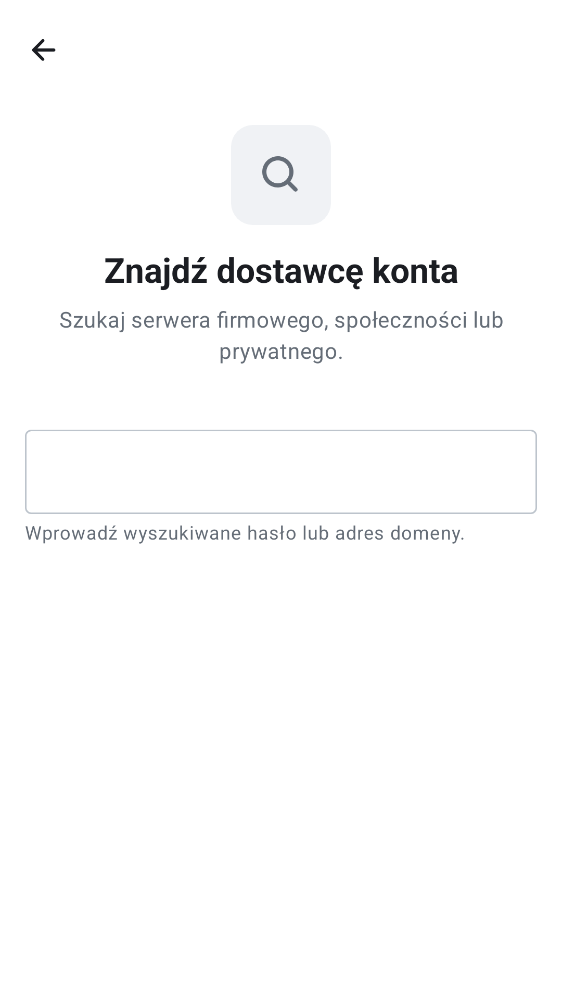 Znajdź dostawcę konta
Szukaj serwera firmowego, społeczności lub
prywatnego.
Wprowadź wyszukiwane hasło lub adres domeny.